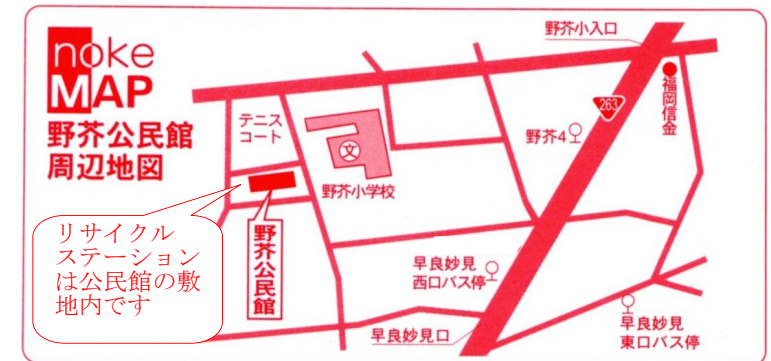 noke
MAP
野芥公民館
周辺地図
リサイクル
ステーション
は公民館の敷
地内です
テニス
コート
文
野芥小学校
野芥公民館
野芥小入口
263
福岡信金
野芥4
早良妙見
西口バス停
早良妙見口
早良妙見
東口バス停